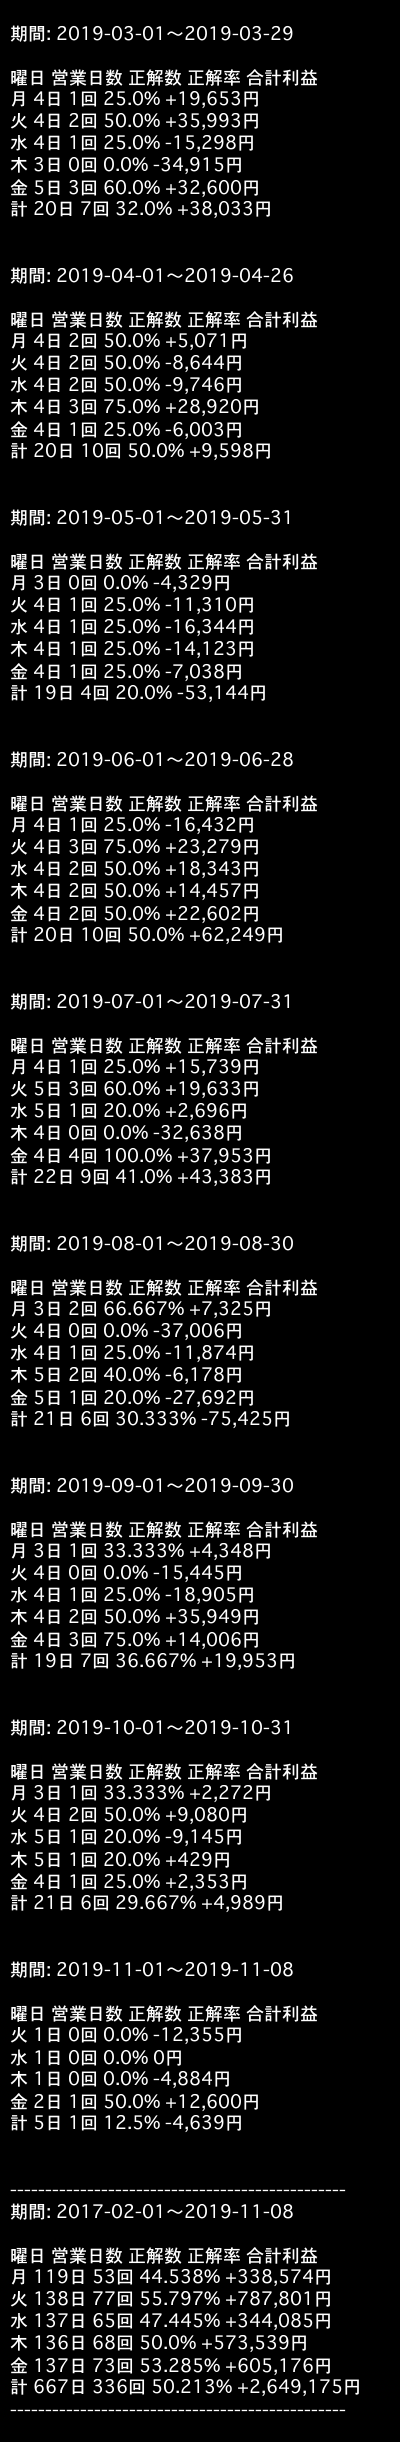 期間: 2019-03-01～2019-03-29
曜日 営業日数 正解数 正解率 合計利益
月 4日 1回 25.0% +19,653円
火 4日 2回 50.0% +35,993円
水 4日 1回 25.0% -15,298円
木 3日 0回 0.0% -34,915円
金 5日 3回 60.0% +32,600円
計 20日 7回 32.0% +38,033円
期間: 2019-04-01～2019-04-26
曜日 営業日数 正解数 正解率 合計利益
月 4日 2回 50.0% +5,071円
火 4日 2回 50.0% -8,644円
水 4日 2回 50.0% -9,746円
木 4日 3回 75.0% +28,920円
金 4日 1回 25.0% -6,003円
計 20日 10回 50.0% +9,598円
期間: 2019-05-01～2019-05-31
曜日 営業日数 正解数 正解率 合計利益
月 3日 0回 0.0% -4,329円
火 4日 1回 25.0% -11,310円
水 4日 1回 25.0% -16,344円
木 4日 1回 25.0% -14,123円
金 4日 1回 25.0% -7,038円
計 19日 4回 20.0% -53,144円
期間: 2019-06-01～2019-06-28
曜日 営業日数 正解数 正解率 合計利益
月 4日 1回 25.0% -16,432円
火 4日 3回 75.0% +23,279円
水 4日 2回 50.0% +18,343円
木 4日 2回 50.0% +14,457円
金 4日 2回 50.0% +22,602円
計 20日 10回 50.0% +62,249円
期間: 2019-07-01～2019-07-31
曜日 営業日数 正解数 正解率 合計利益
月 4日 1回 25.0% +15,739円
火 5日 3回 60.0% +19,633円
水 5日 1回 20.0% +2,696円
木 4日 0回 0.0% -32,638円
金 4日 4回 100.0% +37,953円
計 22日 9回 41.0% +43,383円
期間: 2019-08-01～2019-08-30
曜日 営業日数 正解数 正解率 合計利益
月 3日 2回 66.667% +7,325円
火 4日 0回 0.0% -37,006円
水 4日 1回 25.0% -11,874円
木 5日 2回 40.0% -6,178円
金 5日 1回 20.0% -27,692円
計 21日 6回 30.333% -75,425円
期間: 2019-09-01～2019-09-30
曜日 営業日数 正解数 正解率 合計利益
月 3日 1回 33.333% +4,348円
火 4日 0回 0.0% -15,445円
水 4日 1回 25.0% -18,905円
木 4日 2回 50.0% +35,949円
金 4日 3回 75.0% +14,006円
計 19日 7回 36.667% +19,953円
期間: 2019-10-01～2019-10-31
曜日 営業日数 正解数 正解率 合計利益
月 3日 1回 33.333% +2,272円
火 4日 2回 50.0% +9,080円
水 5日 1回 20.0% -9,145円
木 5日 1回 20.0% +429円
金 4日 1回 25.0% +2,353円
計 21日 6回 29.667% +4,989円
期間: 2019-11-01～2019-11-08
曜日 営業日数 正解数 正解率 合計利益
火 1日 0回 0.0% -12,355円
水 1日 0回 0.0% 0円
木 1日 0回 0.0% -4,884円
金 2日 1回 50.0% +12,600円
計 5日 1回 12.5% -4,639円
------------------------------------------------
期間: 2017-02-01～2019-11-08
曜日 営業日数 正解数 正解率 合計利益
月 119日 53回 44.538% +338,574円
火 138日 77回 55.797% +787,801円
水 137日 65回 47.445% +344,085円
木 136日 68回 50.0% +573,539円
金 137日 73回 53.285% +605,176円
計 667日 336回 50.213% +2,649,175円
------------------------------------------------